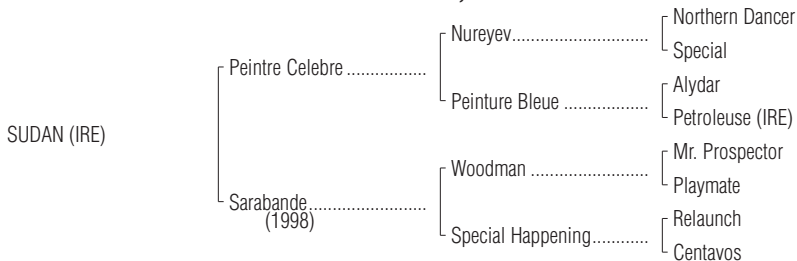 Northern Dancer
Nureyev
Special
Peintre Celebre
Alydar
Peinture Bleue
Petroleuse (IRE)
SUDAN (IRE)
Mr. Prospector
Woodman
Playmate
Sarabande
(1998)
Relaunch
Special Happening
Centavos